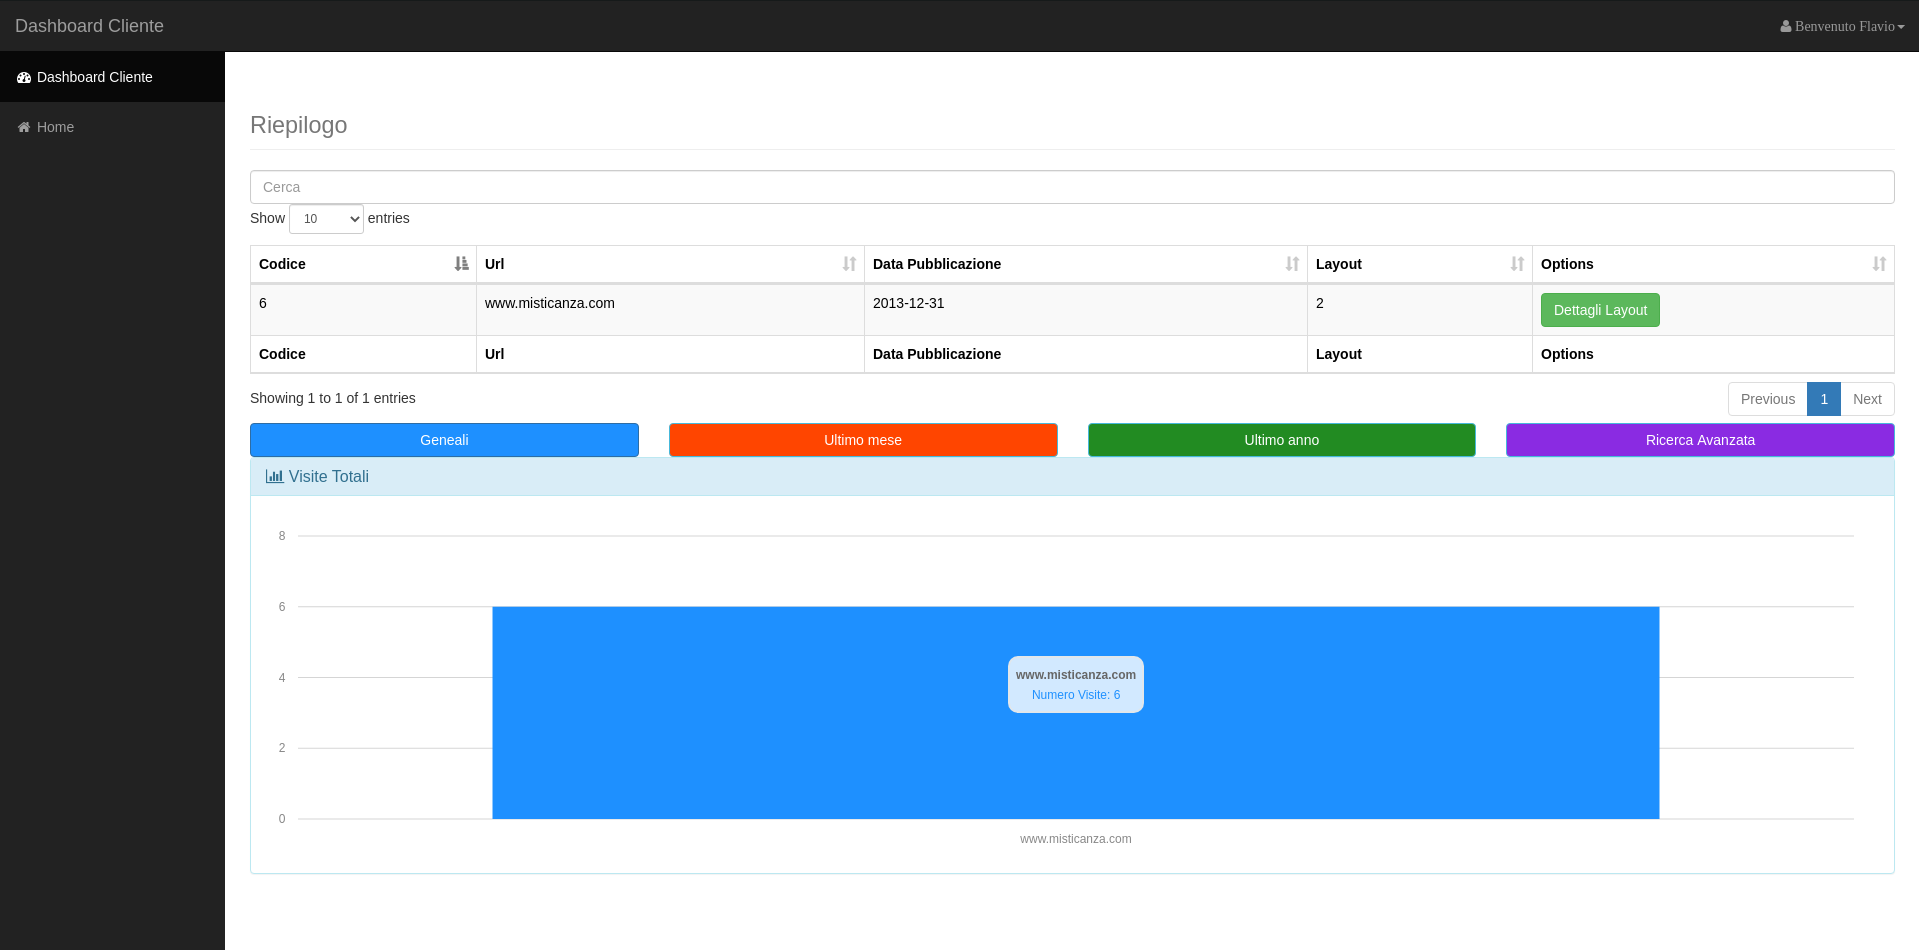 Dashboard Cliente
Benvenuto Flavio
Dashboard Cliente
Home
Riepilogo
Cerca
Show 10 entries
Codice Url Data Pubblicazione Layout Options
6 www.misticanza.com 2013-12-31 2 Dettagli Layout
Codice Url Data Pubblicazione Layout Options
Showing 1 to 1 of 1 entries
Previous 1 Next
Geneali Ultimo mese Ultimo anno Ricerca Avanzata
Visite Totali
8
6
4
2
0
www.misticanza.com
Numero Visite: 6
www.misticanza.com